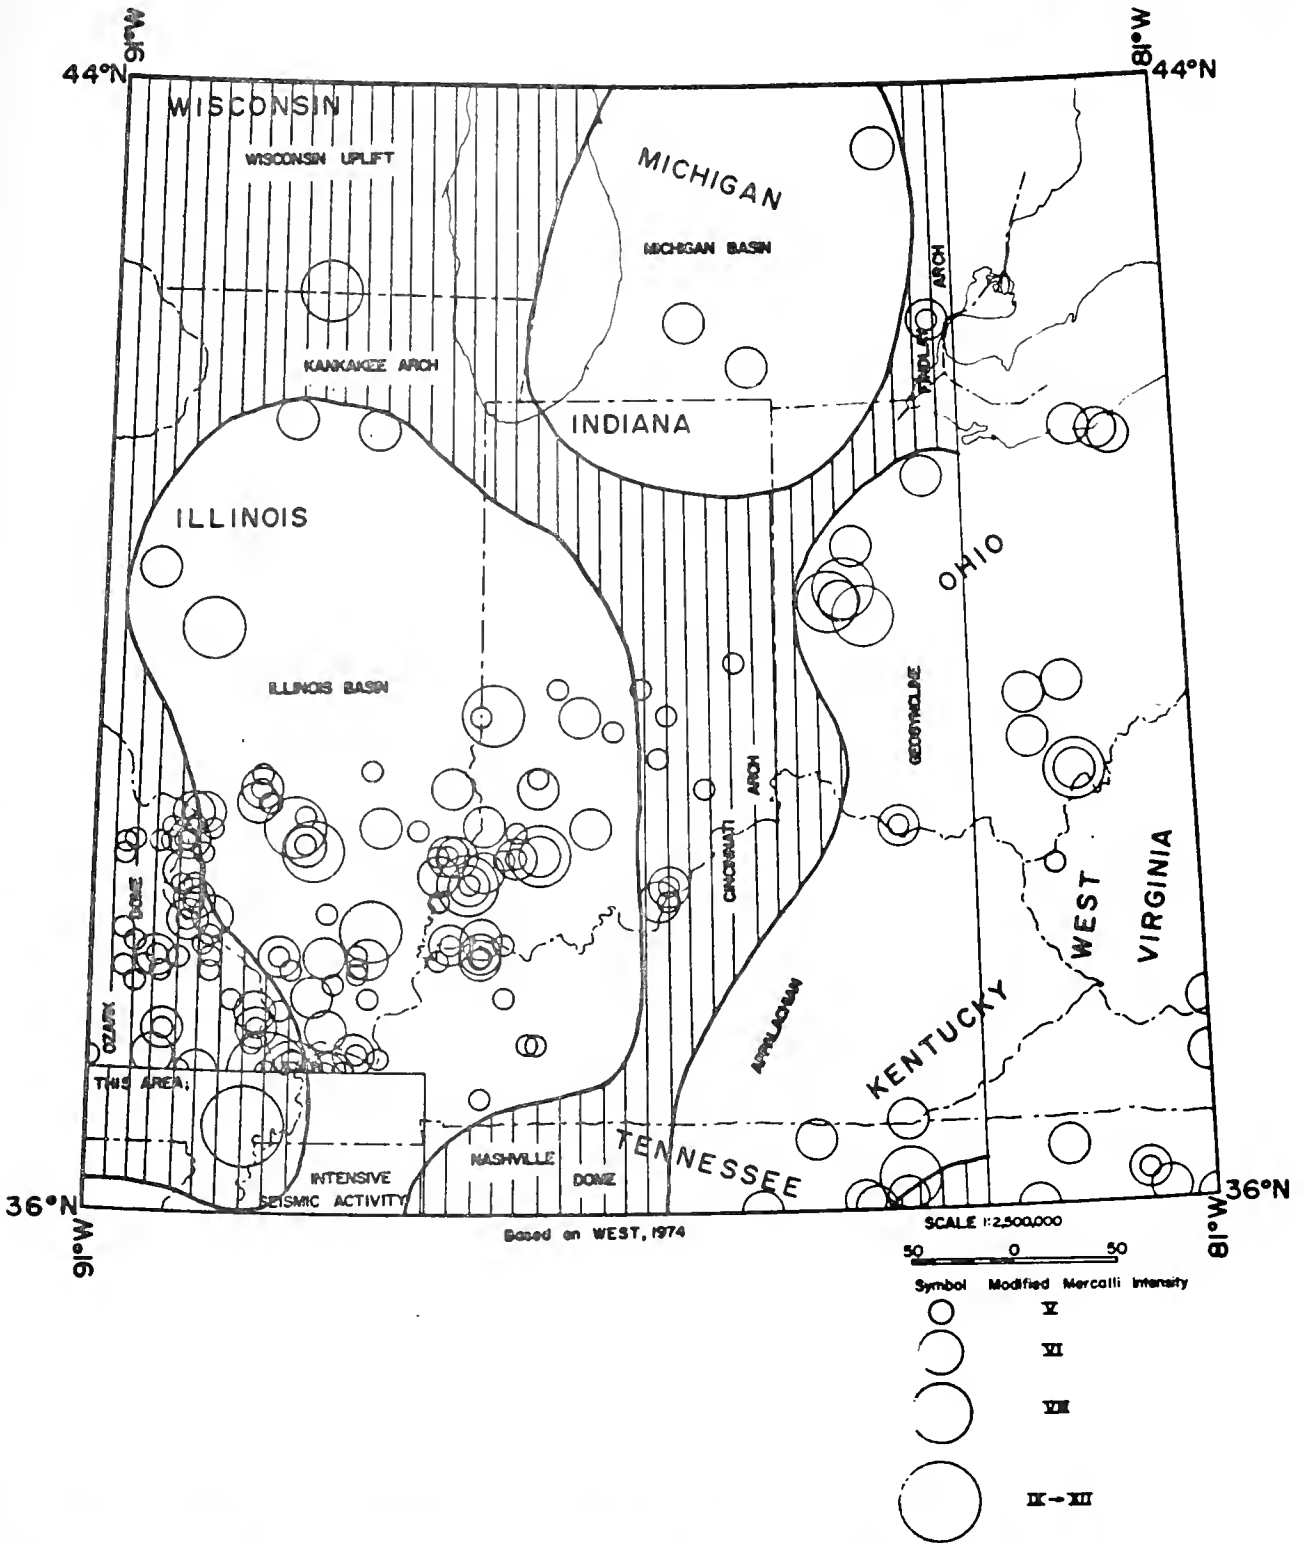 91°W
81°W
44°N
44°N
WISCONSIN
WISCONSIN UPLIFT
MICHIGAN
MICHIGAN BASIN
FINDLAY ARCH
KANKAKEE ARCH
INDIANA
ILLINOIS
OHIO
ILLINOIS BASIN
GEOSYNCLINE
CINCINNATI ARCH
WEST VIRGINIA
OZARK DOME
APPALACHIAN
KENTUCKY
THIS AREA:
INTENSIVE
SEISMIC ACTIVITY
NASHVILLE DOME
TENNESSEE
36°N
36°N
91°W
81°W
Based on WEST, 1974
SCALE 1:2,500,000
50 0 50
Symbol Modified Mercalli Intensity
V
VI
VIII
IX→XII